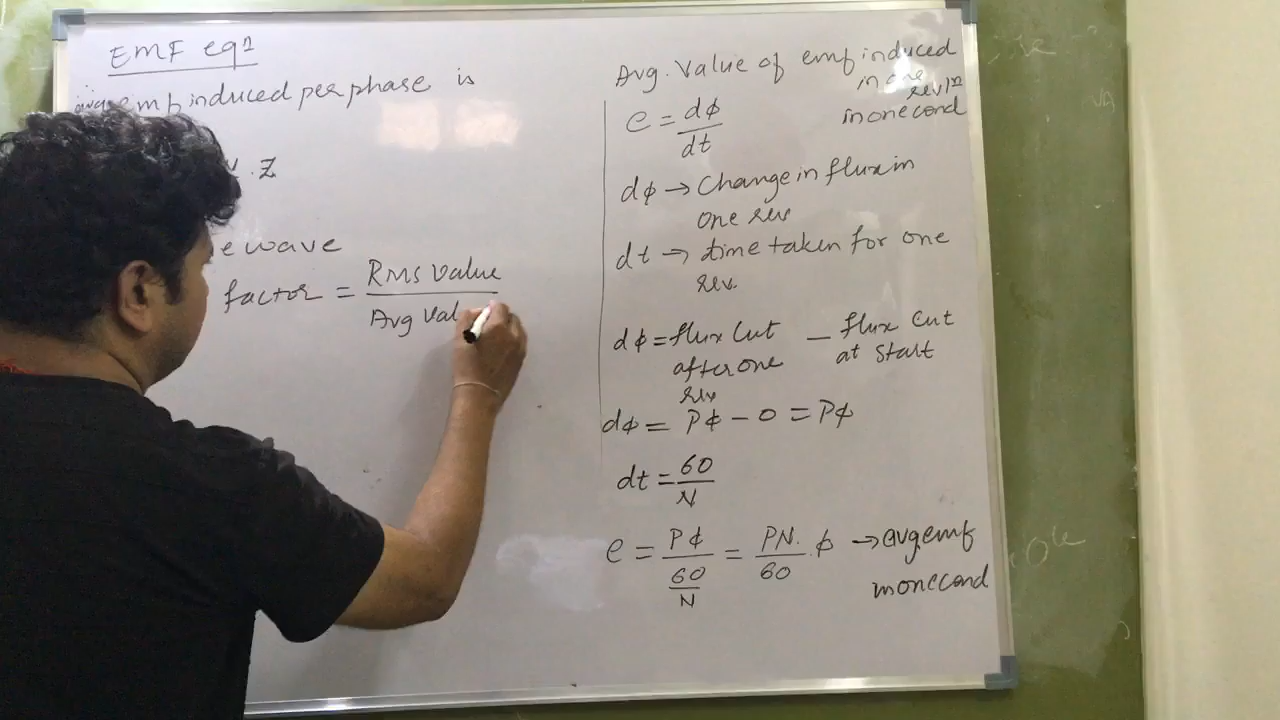 EMF eqn
emf induced per phase is
. Z
e wave
factor = RMS Value / Avg Val
Avg. Value of emf induced
in one revln
in one cond
e = dϕ / dt
dϕ → Change in flux in
one rev
dt → time taken for one
rev.
dϕ = flux cut after one rev — flux cut at start
dϕ = Pϕ - 0 = Pϕ
dt = 60 / N
e = Pϕ / (60 / N) = PN / 60 . ϕ → avg emf
in one cond